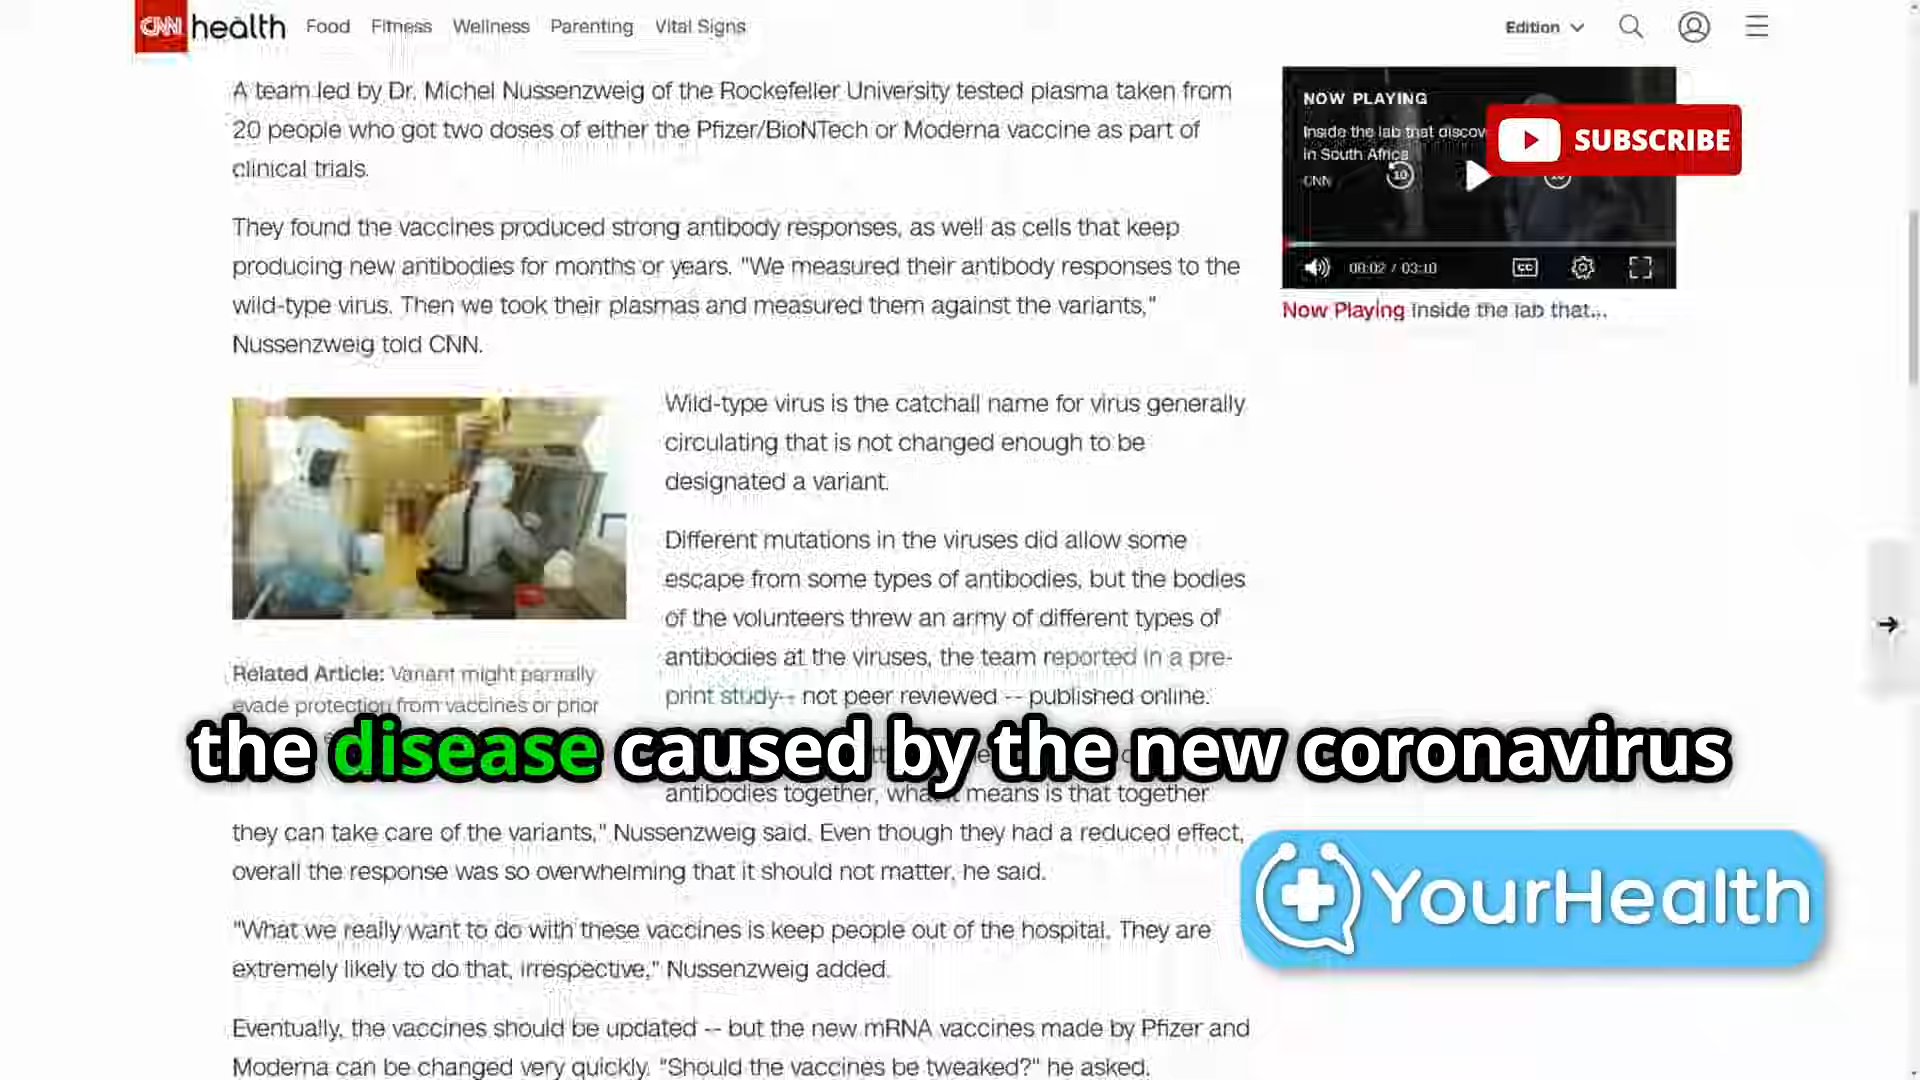 CNN health Food Fitness Wellness Parenting Vital Signs Edition
A team led by Dr. Michel Nussenzweig of the Rockefeller University tested plasma taken from
20 people who got two doses of either the Pfizer/BioNTech or Moderna vaccine as part of
clinical trials.
They found the vaccines produced strong antibody responses, as well as cells that keep
producing new antibodies for months or years. "We measured their antibody responses to the
wild-type virus. Then we took their plasmas and measured them against the variants,"
Nussenzweig told CNN.
NOW PLAYING
Inside the lab that discov
in South Africa
CNN
10
SUBSCRIBE
00:02 / 03:10
CC
Now Playing Inside the lab that...
Wild-type virus is the catchall name for virus generally
circulating that is not changed enough to be
designated a variant.
Different mutations in the viruses did allow some
escape from some types of antibodies, but the bodies
of the volunteers threw an army of different types of
antibodies at the viruses, the team reported in a pre-
print study-- not peer reviewed -- published online.
Related Article: Variant might partially
evade protection from vaccines or prior
the disease caused by the new coronavirus
antibodies together, what it means is that together
they can take care of the variants," Nussenzweig said. Even though they had a reduced effect,
overall the response was so overwhelming that it should not matter, he said.
"What we really want to do with these vaccines is keep people out of the hospital. They are
extremely likely to do that, irrespective," Nussenzweig added.
Eventually, the vaccines should be updated -- but the new mRNA vaccines made by Pfizer and
Moderna can be changed very quickly. "Should the vaccines be tweaked?" he asked.
YourHealth